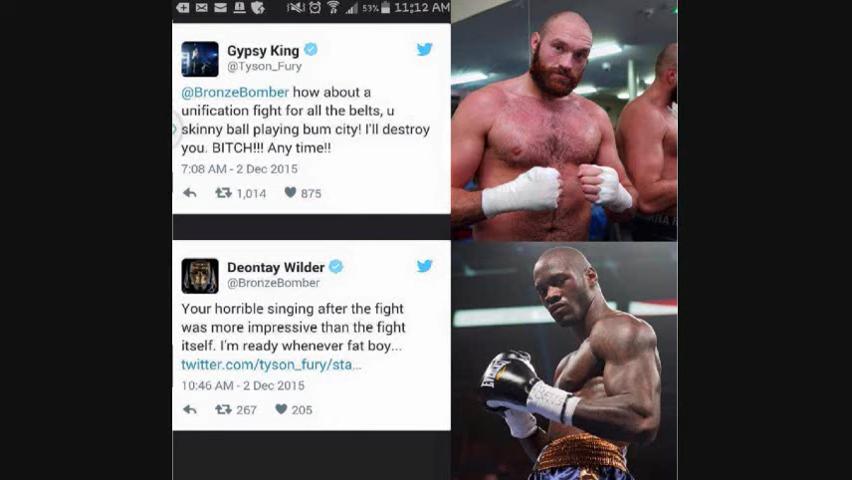 53% 11:12 AM
Gypsy King
@Tyson_Fury
@BronzeBomber how about a
unification fight for all the belts, u
skinny ball playing bum city! I'll destroy
you. BITCH!!! Any time!!
7:08 AM - 2 Dec 2015
1,014 875
Deontay Wilder
@BronzeBomber
Your horrible singing after the fight
was more impressive than the fight
itself. I'm ready whenever fat boy...
twitter.com/tyson_fury/sta...
10:46 AM - 2 Dec 2015
267 205
EVERLAST